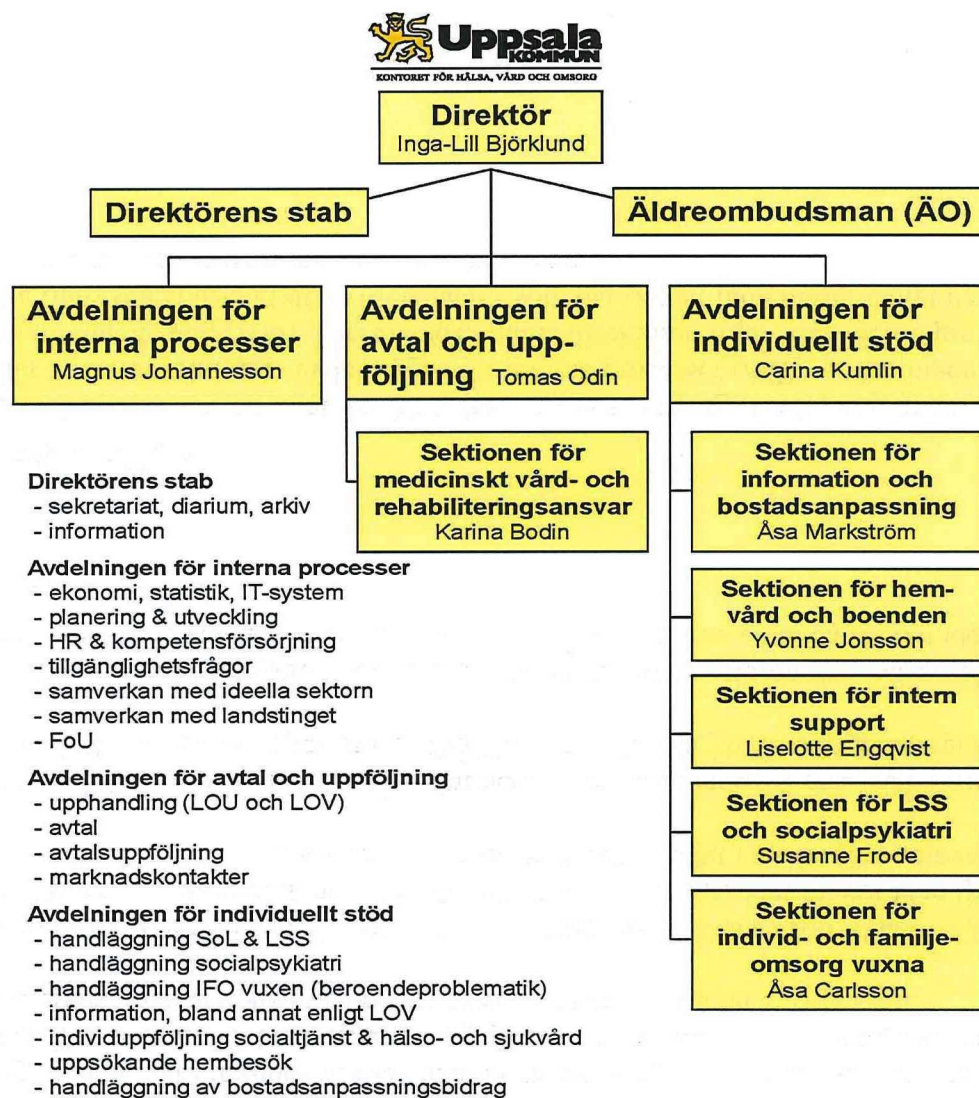 Uppsala
KOMMUN
KONTORET FÖR HÄLSA, VÅRD OCH OMSORG
Direktör
Inga-Lill Björklund
Direktörens stab
Äldreombudsman (ÄO)
Avdelningen för
interna processer
Magnus Johannesson
Avdelningen för
avtal och upp-
följning Tomas Odin
Avdelningen för
individuellt stöd
Carina Kumlin
Sektionen för
medicinskt vård- och
rehabiliteringsansvar
Karina Bodin
Sektionen för
information och
bostadsanpassning
Åsa Markström
Sektionen för hem-
vård och boenden
Yvonne Jonsson
Sektionen för intern
support
Liselotte Engqvist
Sektionen för LSS
och socialpsykiatri
Susanne Frode
Sektionen för
individ- och familje-
omsorg vuxna
Åsa Carlsson
Direktörens stab
- sekretariat, diarium, arkiv
- information
Avdelningen för interna processer
- ekonomi, statistik, IT-system
- planering & utveckling
- HR & kompetensförsörjning
- tillgänglighetsfrågor
- samverkan med ideella sektorn
- samverkan med landstinget
- FoU
Avdelningen för avtal och uppföljning
- upphandling (LOU och LOV)
- avtal
- avtalsuppföljning
- marknadskontakter
Avdelningen för individuellt stöd
- handläggning SoL & LSS
- handläggning socialpsykiatri
- handläggning IFO vuxen (beroendeproblematik)
- information, bland annat enligt LOV
- individuppföljning socialtjänst & hälso- och sjukvård
- uppsökande hembesök
- handläggning av bostadsanpassningsbidrag